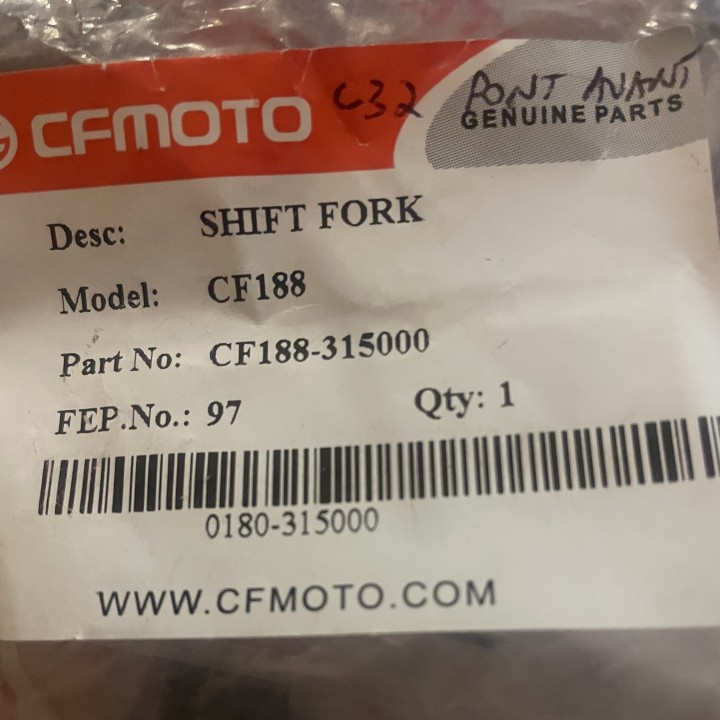 CFMOTO C32 PONT AVANT
GENUINE PARTS
Desc: SHIFT FORK
Model: CF188
Part No: CF188-315000
FEP.No.: 97 Qty: 1
0180-315000
WWW.CFMOTO.COM